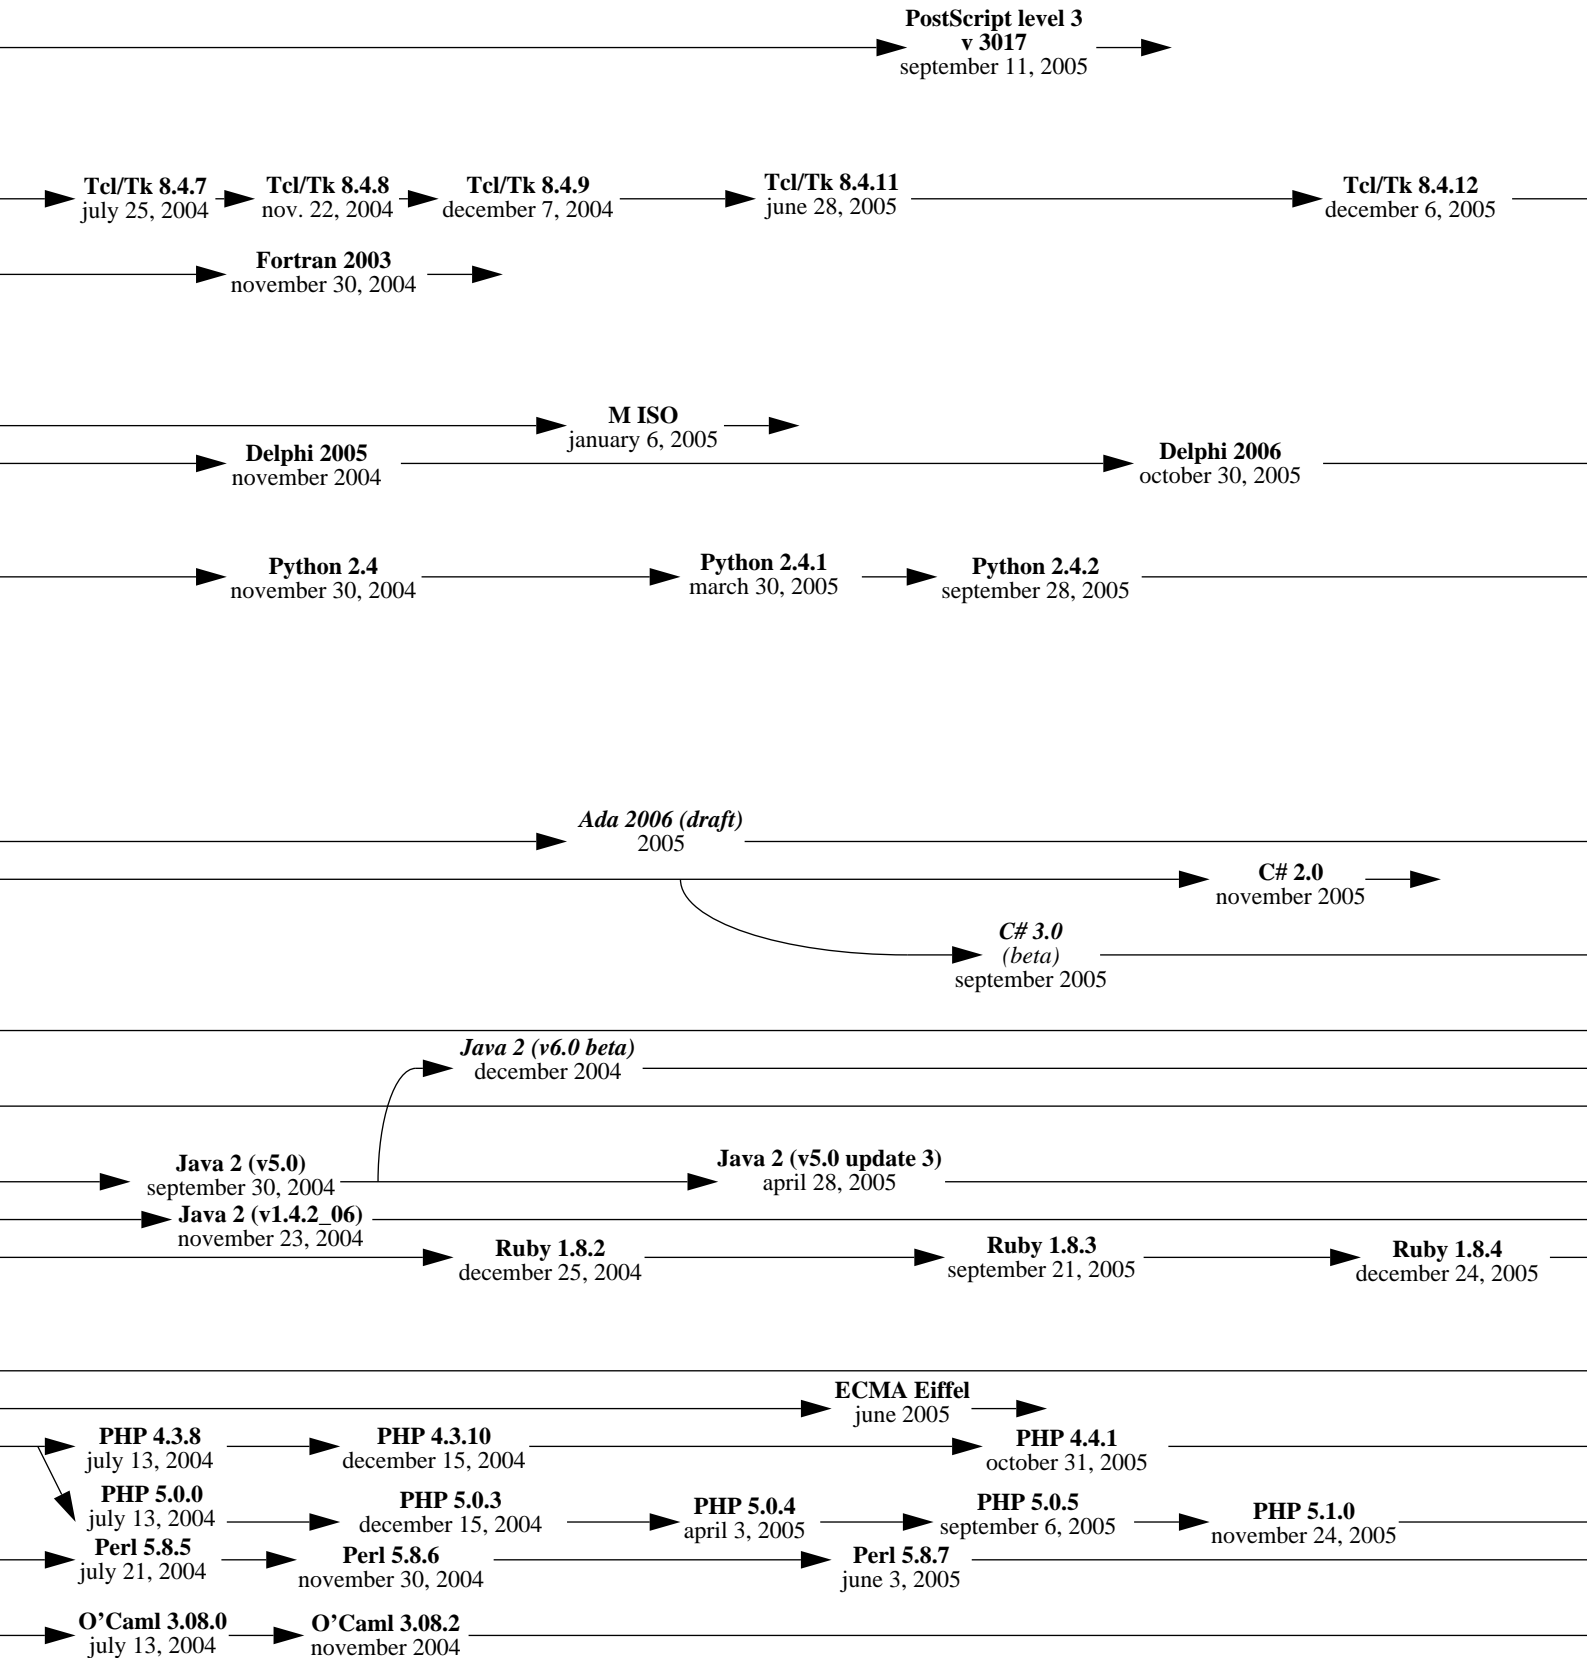 PostScript level 3
v 3017
september 11, 2005
Tcl/Tk 8.4.7
july 25, 2004
Tcl/Tk 8.4.8
nov. 22, 2004
Tcl/Tk 8.4.9
december 7, 2004
Tcl/Tk 8.4.11
june 28, 2005
Tcl/Tk 8.4.12
december 6, 2005
Fortran 2003
november 30, 2004
M ISO
january 6, 2005
Delphi 2005
november 2004
Delphi 2006
october 30, 2005
Python 2.4
november 30, 2004
Python 2.4.1
march 30, 2005
Python 2.4.2
september 28, 2005
Ada 2006 (draft)
2005
C# 2.0
november 2005
C# 3.0
(beta)
september 2005
Java 2 (v6.0 beta)
december 2004
Java 2 (v5.0)
september 30, 2004
Java 2 (v5.0 update 3)
april 28, 2005
Java 2 (v1.4.2_06)
november 23, 2004
Ruby 1.8.2
december 25, 2004
Ruby 1.8.3
september 21, 2005
Ruby 1.8.4
december 24, 2005
ECMA Eiffel
june 2005
PHP 4.3.8
july 13, 2004
PHP 4.3.10
december 15, 2004
PHP 4.4.1
october 31, 2005
PHP 5.0.0
july 13, 2004
PHP 5.0.3
december 15, 2004
PHP 5.0.4
april 3, 2005
PHP 5.0.5
september 6, 2005
PHP 5.1.0
november 24, 2005
Perl 5.8.5
july 21, 2004
Perl 5.8.6
november 30, 2004
Perl 5.8.7
june 3, 2005
O’Caml 3.08.0
july 13, 2004
O’Caml 3.08.2
november 2004